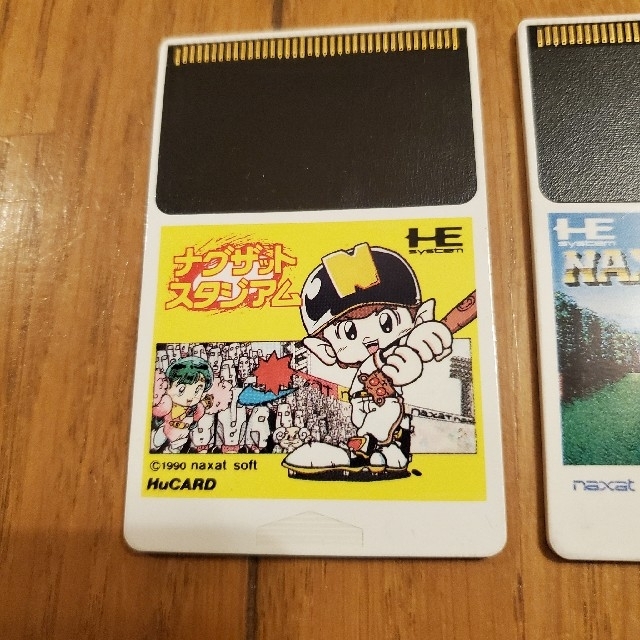 ナグザット
スタジアム
HE
system
N
©1990 naxat soft
HuCARD
HE
system
NAX
naxat